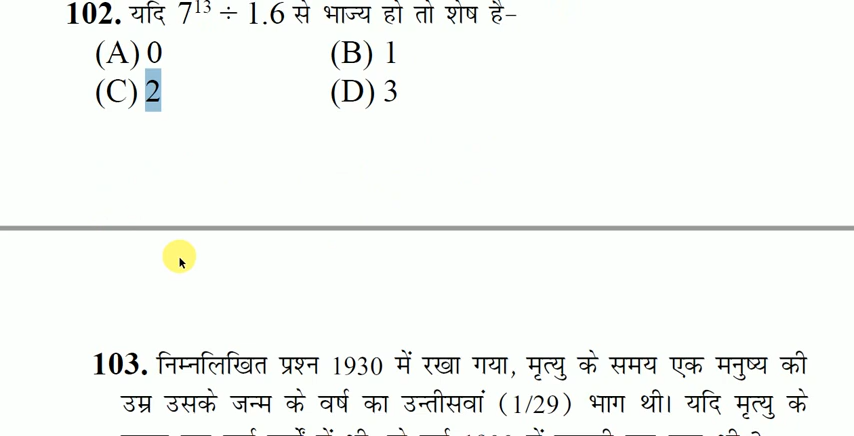 102. यदि 7¹³ ÷ 1.6 से भाज्य हो तो शेष है-
(A) 0 (B) 1
(C) 2 (D) 3
103. निम्नलिखित प्रश्न 1930 में रखा गया, मृत्यु के समय एक मनुष्य की
उम्र उसके जन्म के वर्ष का उन्तीसवां (1/29) भाग थी। यदि मृत्यु के